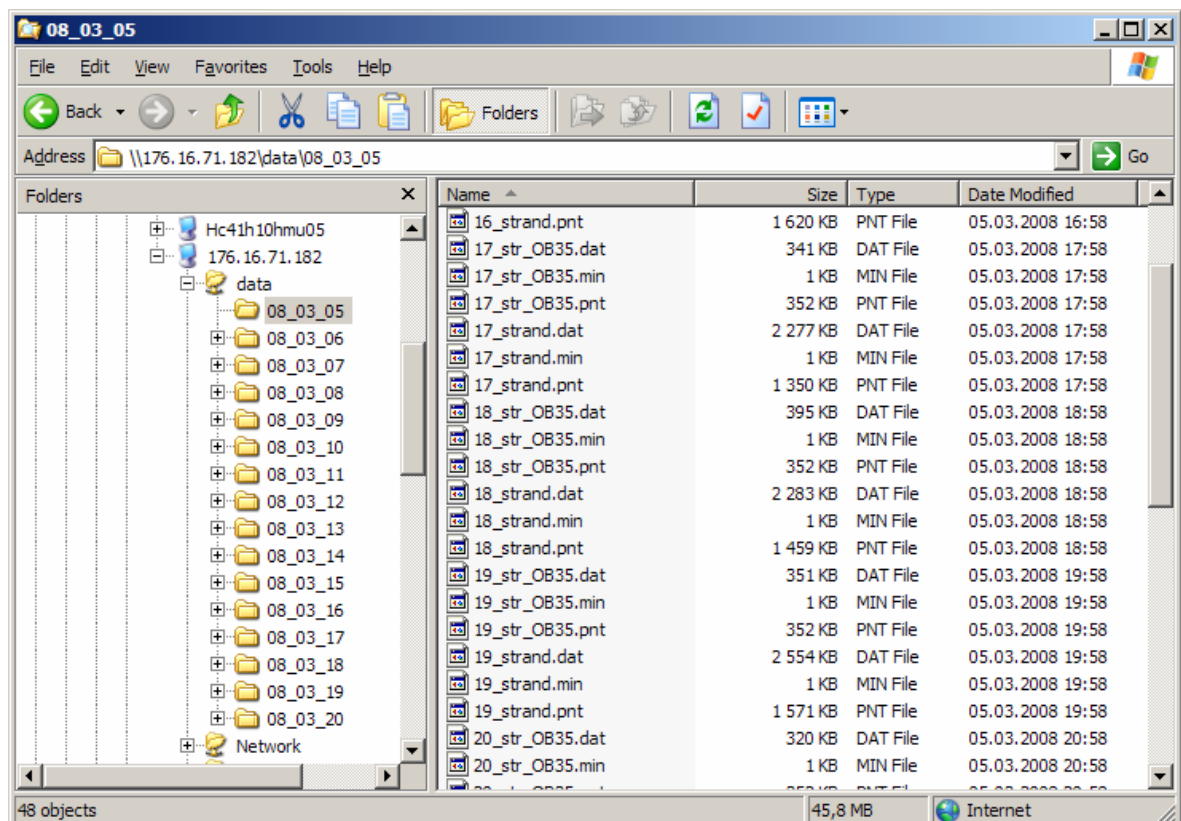 08_03_05
File Edit View Favorites Tools Help
Back Folders
Address \\176.16.71.182\data\08_03_05 Go
Folders
Hc41h10hmu05
176.16.71.182
data
08_03_05
08_03_06
08_03_07
08_03_08
08_03_09
08_03_10
08_03_11
08_03_12
08_03_13
08_03_14
08_03_15
08_03_16
08_03_17
08_03_18
08_03_19
08_03_20
Network
Name Size Type Date Modified
16_strand.pnt 1 620 KB PNT File 05.03.2008 16:58
17_str_OB35.dat 341 KB DAT File 05.03.2008 17:58
17_str_OB35.min 1 KB MIN File 05.03.2008 17:58
17_str_OB35.pnt 352 KB PNT File 05.03.2008 17:58
17_strand.dat 2 277 KB DAT File 05.03.2008 17:58
17_strand.min 1 KB MIN File 05.03.2008 17:58
17_strand.pnt 1 350 KB PNT File 05.03.2008 17:58
18_str_OB35.dat 395 KB DAT File 05.03.2008 18:58
18_str_OB35.min 1 KB MIN File 05.03.2008 18:58
18_str_OB35.pnt 352 KB PNT File 05.03.2008 18:58
18_strand.dat 2 283 KB DAT File 05.03.2008 18:58
18_strand.min 1 KB MIN File 05.03.2008 18:58
18_strand.pnt 1 459 KB PNT File 05.03.2008 18:58
19_str_OB35.dat 351 KB DAT File 05.03.2008 19:58
19_str_OB35.min 1 KB MIN File 05.03.2008 19:58
19_str_OB35.pnt 352 KB PNT File 05.03.2008 19:58
19_strand.dat 2 554 KB DAT File 05.03.2008 19:58
19_strand.min 1 KB MIN File 05.03.2008 19:58
19_strand.pnt 1 571 KB PNT File 05.03.2008 19:58
20_str_OB35.dat 320 KB DAT File 05.03.2008 20:58
20_str_OB35.min 1 KB MIN File 05.03.2008 20:58
48 objects 45,8 MB Internet